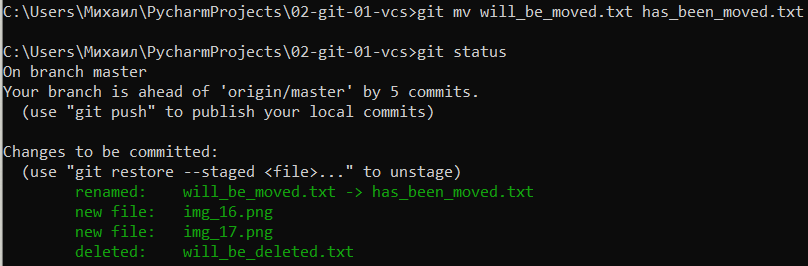 C:\Users\Михаил\PycharmProjects\02-git-01-vcs>git mv will_be_moved.txt has_been_moved.txt
C:\Users\Михаил\PycharmProjects\02-git-01-vcs>git status
On branch master
Your branch is ahead of 'origin/master' by 5 commits.
  (use "git push" to publish your local commits)
Changes to be committed:
  (use "git restore --staged <file>..." to unstage)
        renamed:    will_be_moved.txt -> has_been_moved.txt
        new file:   img_16.png
        new file:   img_17.png
        deleted:    will_be_deleted.txt